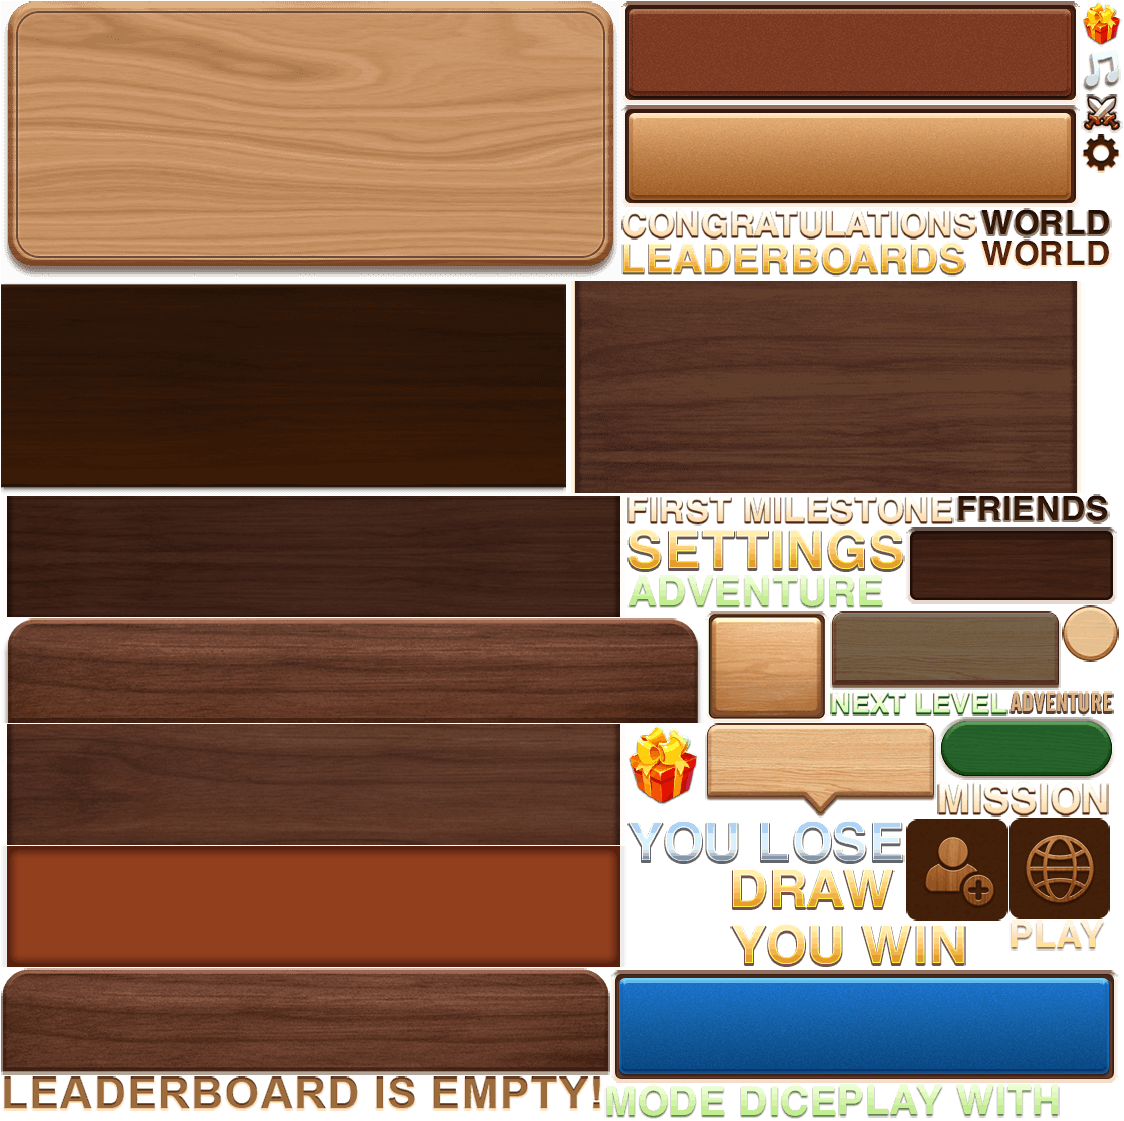 CONGRATULATIONS
WORLD
LEADERBOARDS
WORLD
FIRST MILESTONE
FRIENDS
SETTINGS
ADVENTURE
NEXT LEVEL
ADVENTURE
MISSION
YOU LOSE
DRAW
YOU WIN
PLAY
LEADERBOARD IS EMPTY!
MODE DICE
PLAY WITH